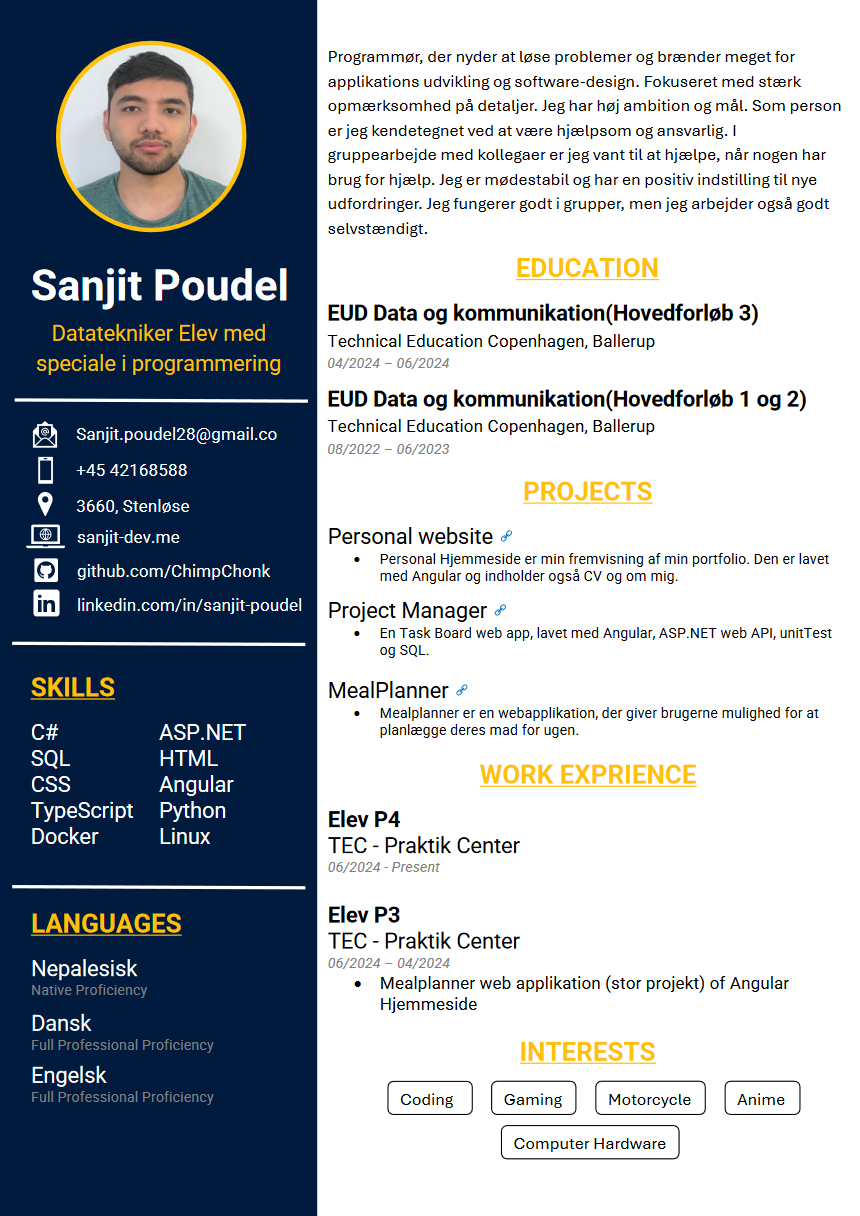 Sanjit Poudel
Datatekniker Elev med
speciale i programmering
Sanjit.poudel28@gmail.co
+45 42168588
3660, Stenløse
sanjit-dev.me
github.com/ChimpChonk
linkedin.com/in/sanjit-poudel
SKILLS
C# ASP.NET
SQL HTML
CSS Angular
TypeScript Python
Docker Linux
LANGUAGES
Nepalesisk
Native Proficiency
Dansk
Full Professional Proficiency
Engelsk
Full Professional Proficiency
Programmør, der nyder at løse problemer og brænder meget for
applikations udvikling og software-design. Fokuseret med stærk
opmærksomhed på detaljer. Jeg har høj ambition og mål. Som person
er jeg kendetegnet ved at være hjælpsom og ansvarlig. I
gruppearbejde med kollegaer er jeg vant til at hjælpe, når nogen har
brug for hjælp. Jeg er mødestabil og har en positiv indstilling til nye
udfordringer. Jeg fungerer godt i grupper, men jeg arbejder også godt
selvstændigt.
EDUCATION
EUD Data og kommunikation(Hovedforløb 3)
Technical Education Copenhagen, Ballerup
04/2024 – 06/2024
EUD Data og kommunikation(Hovedforløb 1 og 2)
Technical Education Copenhagen, Ballerup
08/2022 – 06/2023
PROJECTS
Personal website
• Personal Hjemmeside er min fremvisning af min portfolio. Den er lavet
med Angular og indholder også CV og om mig.
Project Manager
• En Task Board web app, lavet med Angular, ASP.NET web API, unitTest
og SQL.
MealPlanner
• Mealplanner er en webapplikation, der giver brugerne mulighed for at
planlægge deres mad for ugen.
WORK EXPRIENCE
Elev P4
TEC - Praktik Center
06/2024 - Present
Elev P3
TEC - Praktik Center
06/2023 – 04/2024
• Mealplanner web applikation (stor projekt) of Angular
Hjemmeside
INTERESTS
Coding Gaming Motorcycle Anime
Computer Hardware